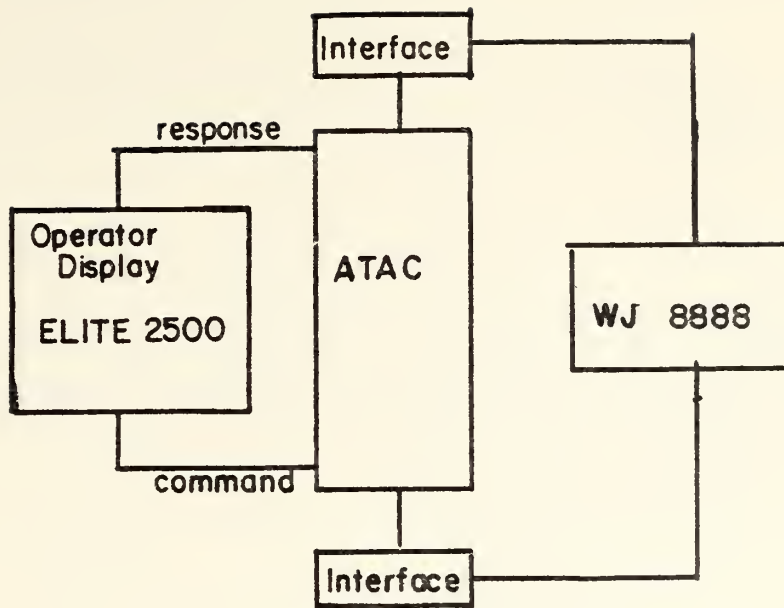 Interface
response
Operator
Display
ELITE 2500
ATAC
WJ 8888
command
Interface